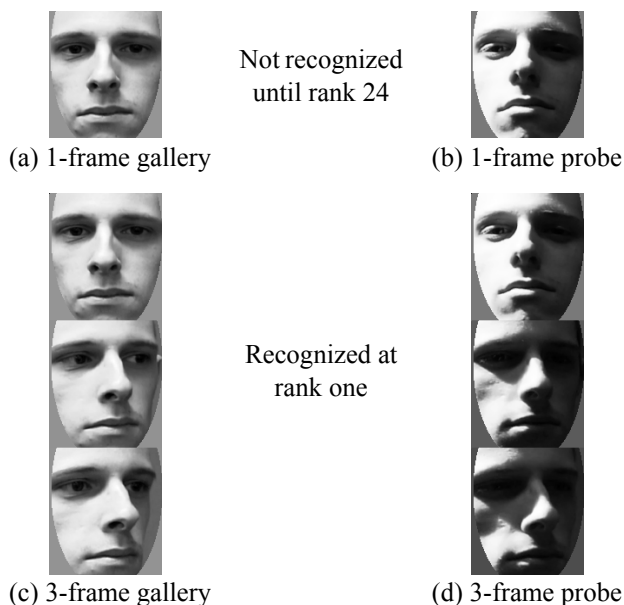 Not recognized
until rank 24
(a) 1-frame gallery
(b) 1-frame probe
Recognized at
rank one
(c) 3-frame gallery
(d) 3-frame probe